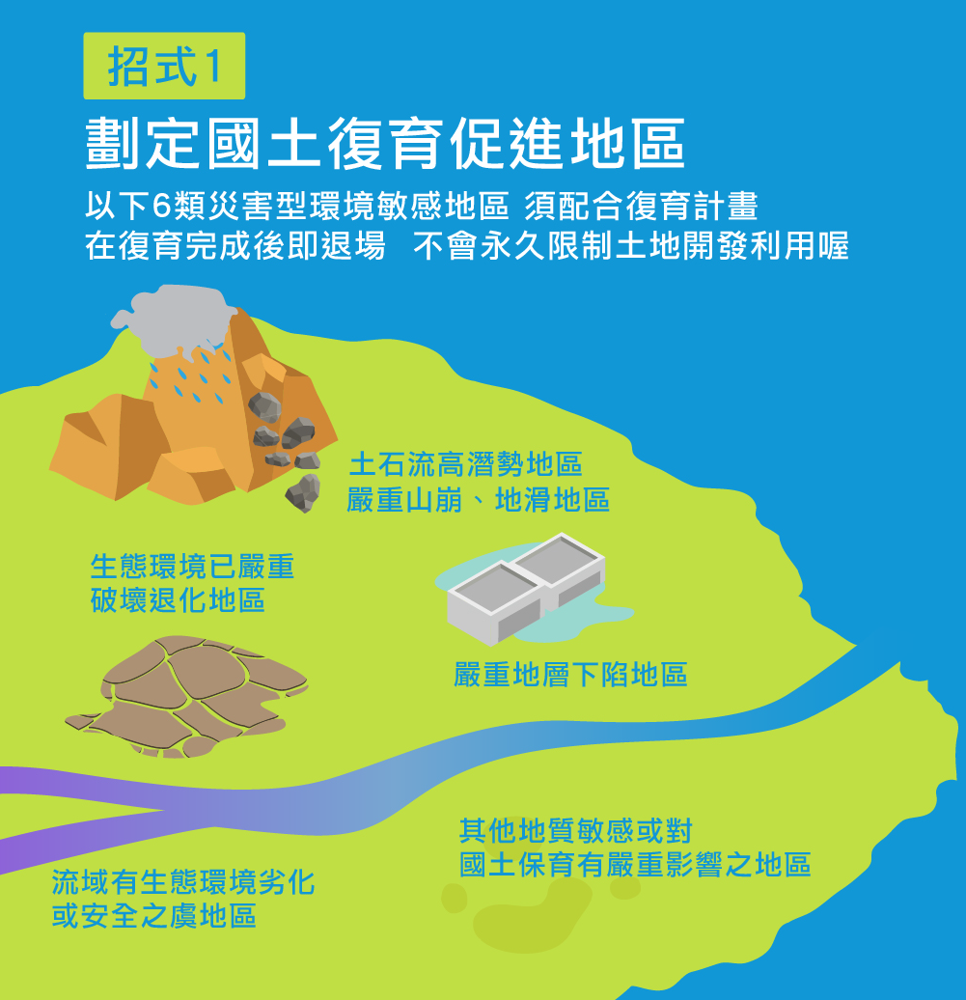 招式1
劃定國土復育促進地區
以下6類災害型環境敏感地區 須配合復育計畫
在復育完成後即退場 不會永久限制土地開發利用喔
土石流高潛勢地區
嚴重山崩、地滑地區
生態環境已嚴重
破壞退化地區
嚴重地層下陷地區
其他地質敏感或對
國土保育有嚴重影響之地區
流域有生態環境劣化
或安全之虞地區